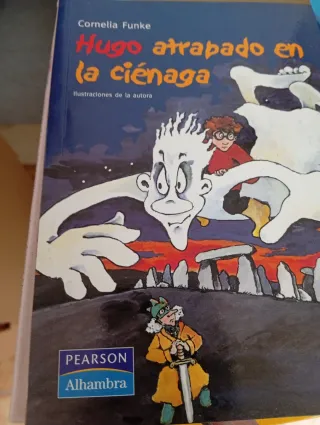 Cornelia Funke
Hugo atrapado en
la ciénaga
Ilustraciones de la autora
PEARSON
Alhambra